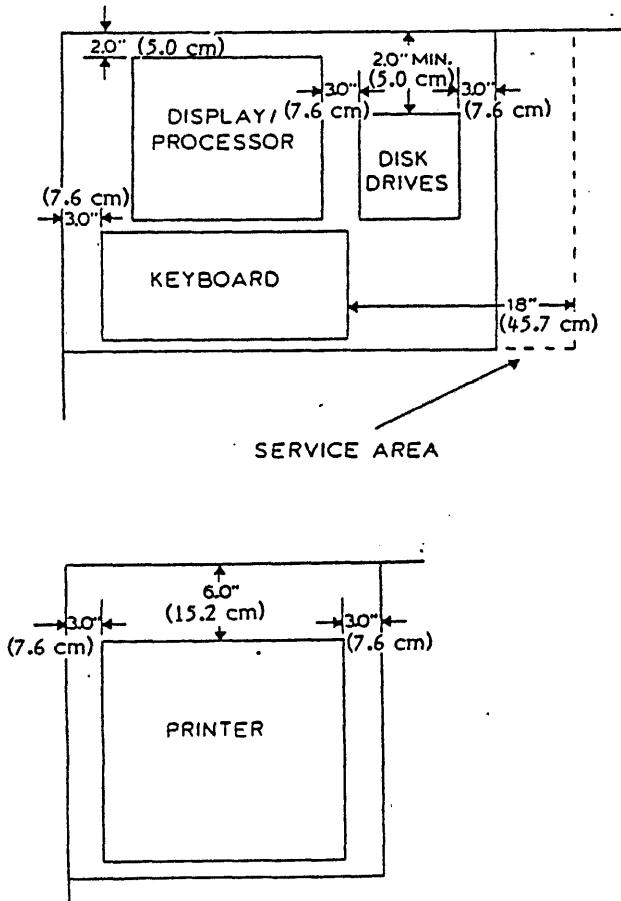 2.0" (5.0 cm)
2.0" MIN.
(5.0 cm)
3.0"
(7.6 cm)
3.0"
(7.6 cm)
DISPLAY/
PROCESSOR
DISK
DRIVES
(7.6 cm)
3.0"
KEYBOARD
18"
(45.7 cm)
SERVICE AREA
6.0"
(15.2 cm)
3.0"
(7.6 cm)
3.0"
(7.6 cm)
PRINTER